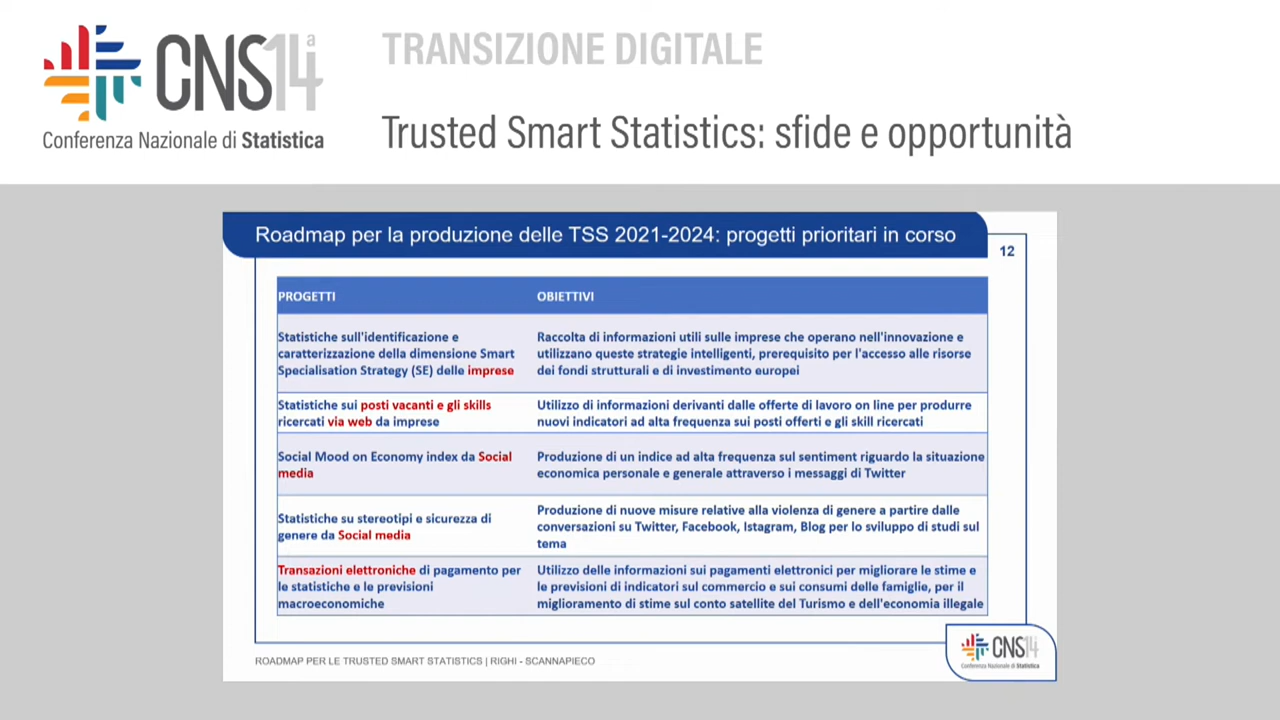 CNS14a
Conferenza Nazionale di Statistica
TRANSIZIONE DIGITALE
Trusted Smart Statistics: sfide e opportunità
Roadmap per la produzione delle TSS 2021-2024: progetti prioritari in corso
12
PROGETTI
OBIETTIVI
Statistiche sull'identificazione e
caratterizzazione della dimensione Smart
Specialisation Strategy (SE) delle imprese
Raccolta di informazioni utili sulle imprese che operano nell'innovazione e
utilizzano queste strategie intelligenti, prerequisito per l'accesso alle risorse
dei fondi strutturali e di investimento europei
Statistiche sui posti vacanti e gli skills
ricercati via web da imprese
Utilizzo di informazioni derivanti dalle offerte di lavoro on line per produrre
nuovi indicatori ad alta frequenza sui posti offerti e gli skill ricercati
Social Mood on Economy index da Social
media
Produzione di un indice ad alta frequenza sul sentiment riguardo la situazione
economica personale e generale attraverso i messaggi di Twitter
Statistiche su stereotipi e sicurezza di
genere da Social media
Produzione di nuove misure relative alla violenza di genere a partire dalle
conversazioni su Twitter, Facebook, Istagram, Blog per lo sviluppo di studi sul
tema
Transazioni elettroniche di pagamento per
le statistiche e le previsioni
macroeconomiche
Utilizzo delle informazioni sui pagamenti elettronici per migliorare le stime e
le previsioni di indicatori sul commercio e sui consumi delle famiglie, per il
miglioramento di stime sul conto satellite del Turismo e dell'economia illegale
ROADMAP PER LE TRUSTED SMART STATISTICS | RIGHI - SCANNAPIECO
CNS14
Conferenza Nazionale di Statistica